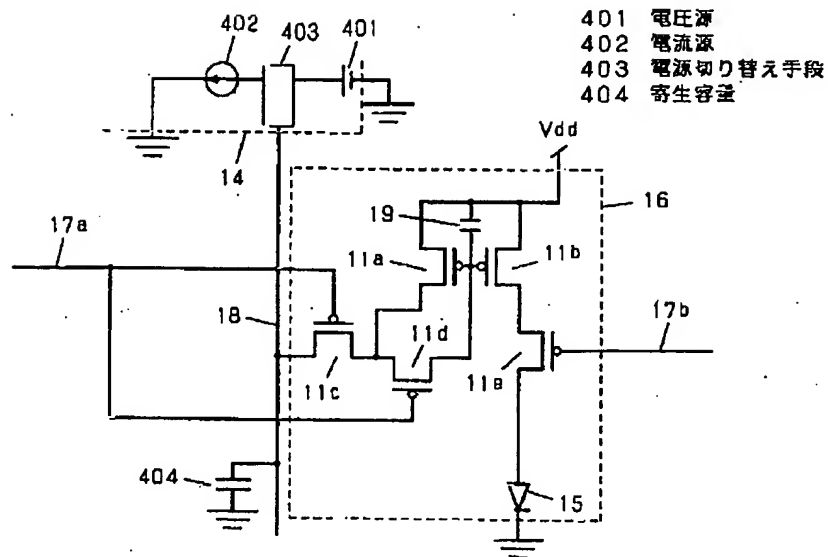 401 電圧源
402 電流源
403 電源切り替え手段
404 寄生容量
402
403
401
Vdd
14
16
17a
19
11a
11b
18
11d
17b
11c
11e
404
15